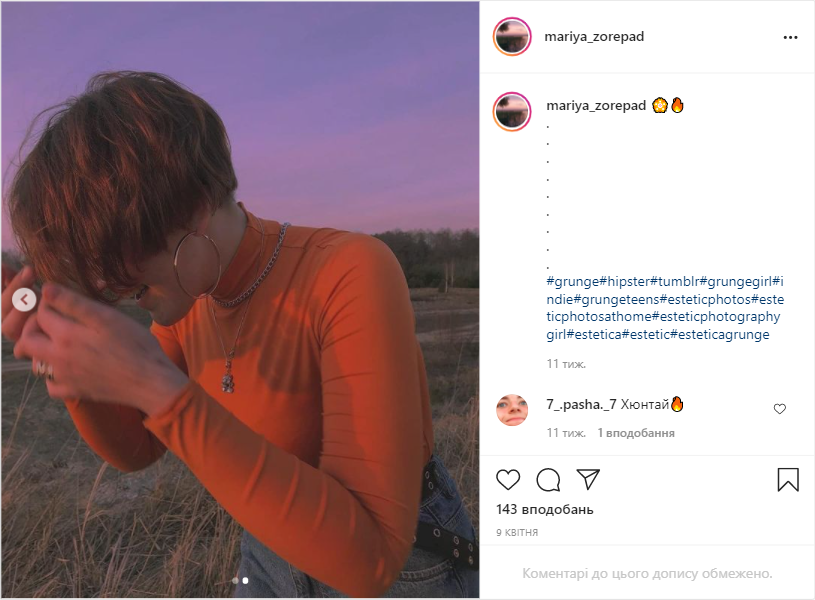 mariya_zorepad
mariya_zorepad 🏵️🔥
.
.
.
.
.
.
.
.
.
#grunge#hipster#tumblr#grungegirl#i
ndie#grungeteens#esteticphotos#este
ticphotosathome#esteticphotography
girl#estetica#estetic#esteticagrunge
11 тиж.
7_.pasha._7 Хюнтай🔥
11 тиж. 1 вподобання
143 вподобань
9 КВІТНЯ
Коментарі до цього допису обмежено.